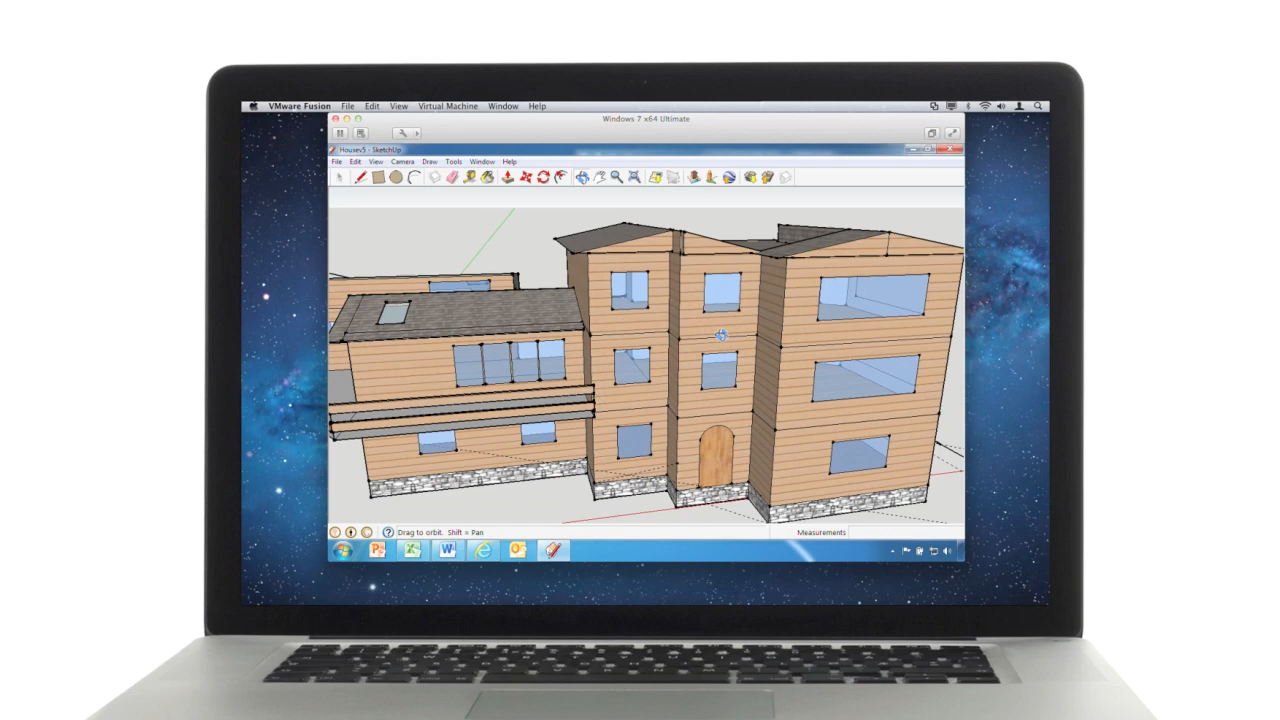 VMware Fusion File Edit View Virtual Machine Window Help
Windows 7 x64 Ultimate
Housev5 - SketchUp
File Edit View Camera Draw Tools Window Help
Drag to orbit. Shift = Pan Measurements